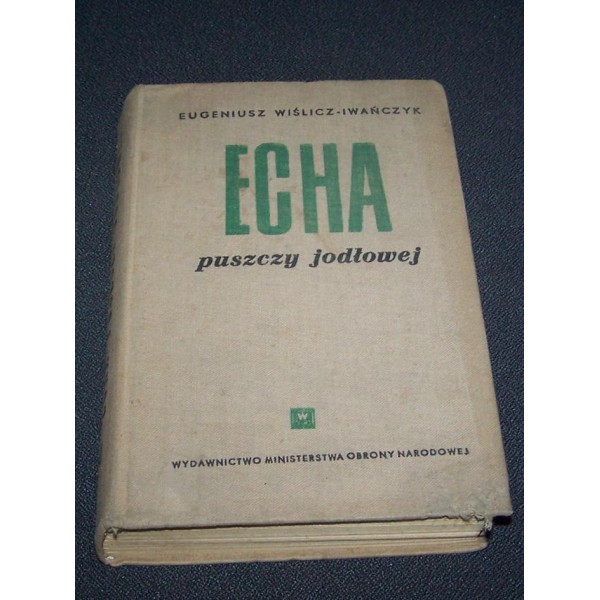 EUGENIUSZ WIŚLICZ-IWAŃCZYK
ECHA
puszczy jodłowej
W
WYDAWNICTWO MINISTERSTWA OBRONY NARODOWEJ